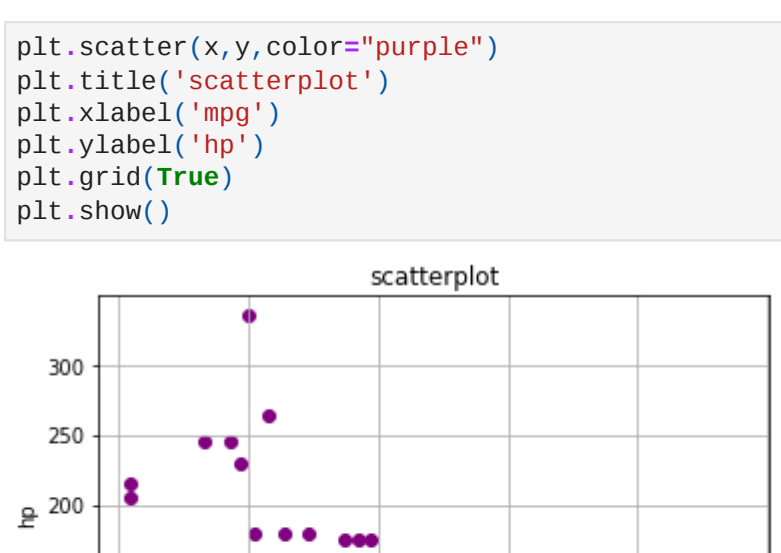 plt.scatter(x,y,color="purple")
plt.title('scatterplot')
plt.xlabel('mpg')
plt.ylabel('hp')
plt.grid(True)
plt.show()
scatterplot
300
250
200
hp